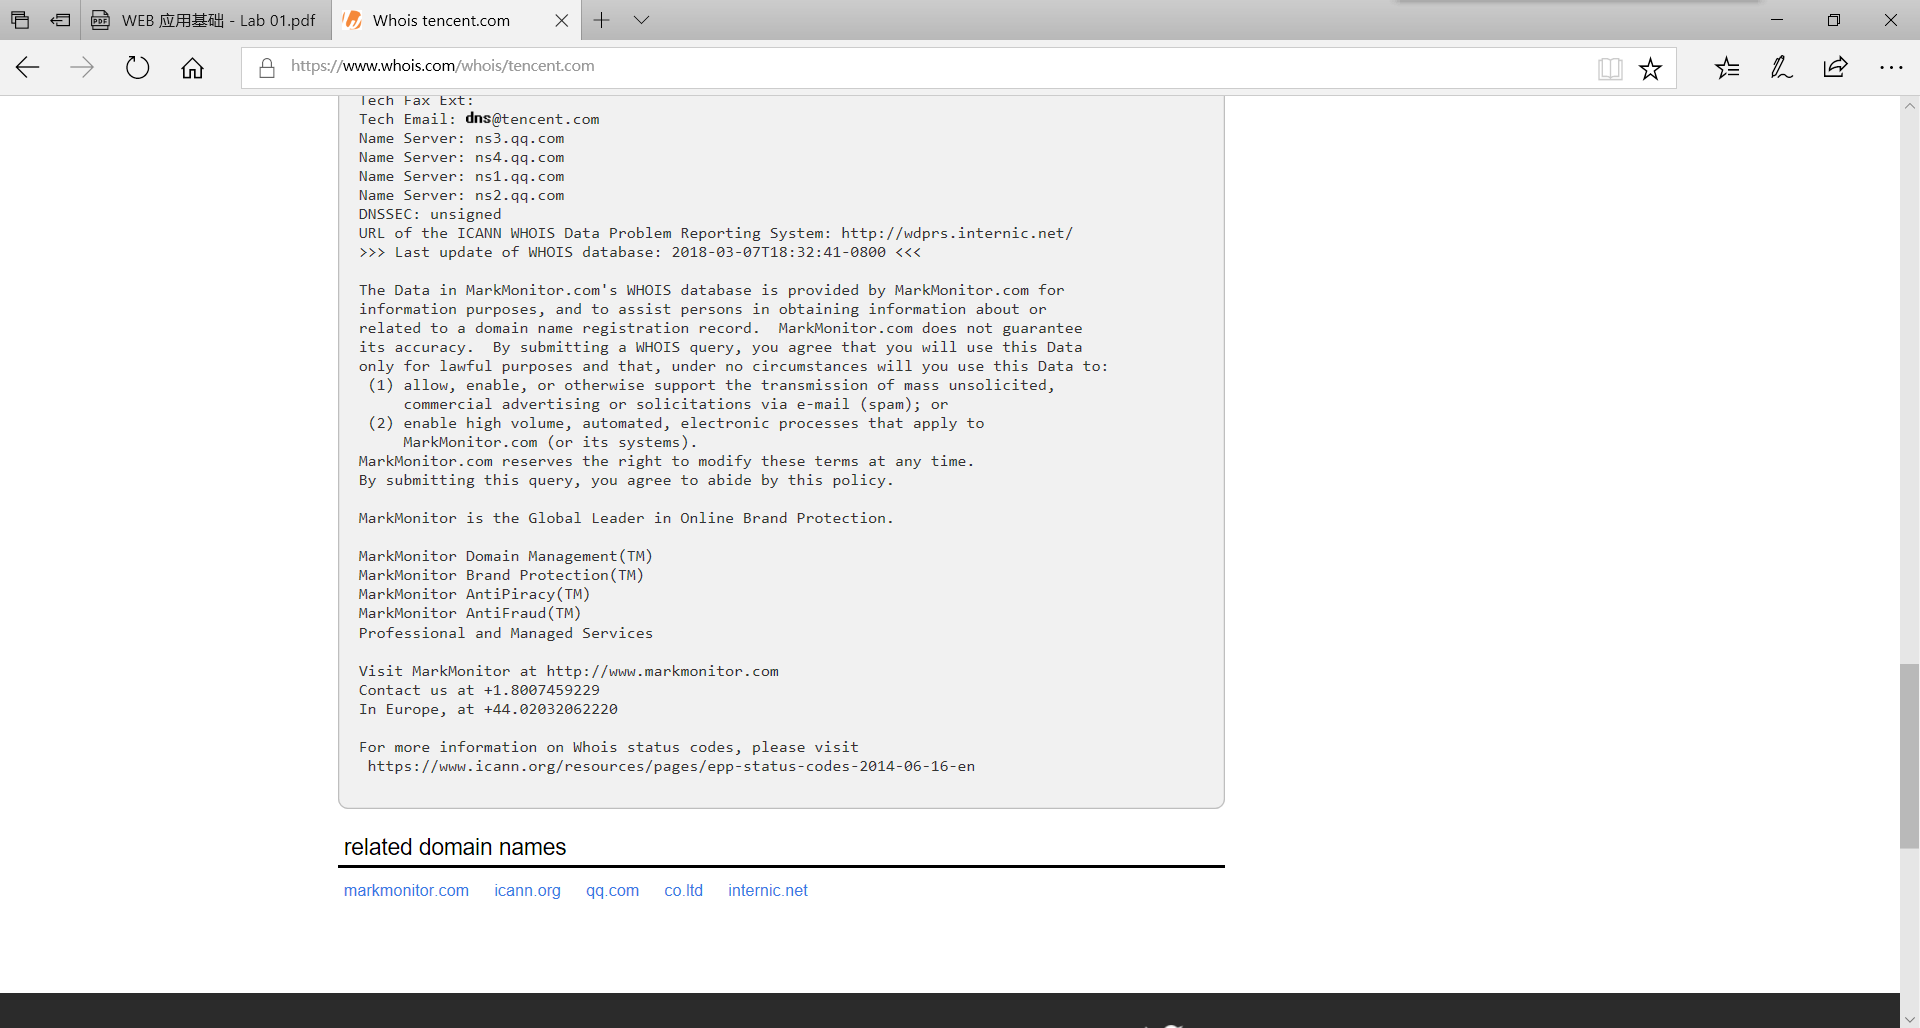 WEB 应用基础 - Lab 01.pdf
Whois tencent.com
https://www.whois.com/whois/tencent.com
Tech Fax Ext:
Tech Email: dns@tencent.com
Name Server: ns3.qq.com
Name Server: ns4.qq.com
Name Server: ns1.qq.com
Name Server: ns2.qq.com
DNSSEC: unsigned
URL of the ICANN WHOIS Data Problem Reporting System: http://wdprs.internic.net/
>>> Last update of WHOIS database: 2018-03-07T18:32:41-0800 <<<
The Data in MarkMonitor.com's WHOIS database is provided by MarkMonitor.com for
information purposes, and to assist persons in obtaining information about or
related to a domain name registration record.  MarkMonitor.com does not guarantee
its accuracy.  By submitting a WHOIS query, you agree that you will use this Data
only for lawful purposes and that, under no circumstances will you use this Data to:
(1) allow, enable, or otherwise support the transmission of mass unsolicited,
commercial advertising or solicitations via e-mail (spam); or
(2) enable high volume, automated, electronic processes that apply to
MarkMonitor.com (or its systems).
MarkMonitor.com reserves the right to modify these terms at any time.
By submitting this query, you agree to abide by this policy.
MarkMonitor is the Global Leader in Online Brand Protection.
MarkMonitor Domain Management(TM)
MarkMonitor Brand Protection(TM)
MarkMonitor AntiPiracy(TM)
MarkMonitor AntiFraud(TM)
Professional and Managed Services
Visit MarkMonitor at http://www.markmonitor.com
Contact us at +1.8007459229
In Europe, at +44.02032062220
For more information on Whois status codes, please visit
https://www.icann.org/resources/pages/epp-status-codes-2014-06-16-en
related domain names
markmonitor.com icann.org qq.com co.ltd internic.net